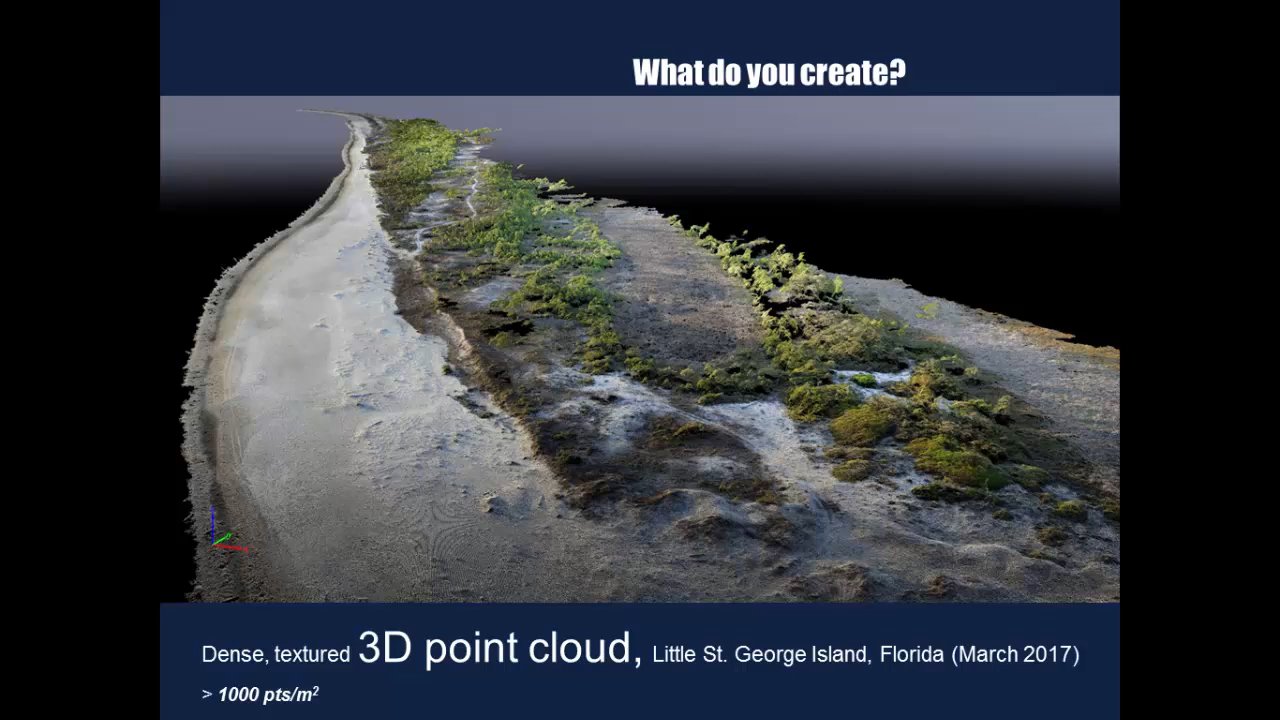 What do you create?
Dense, textured 3D point cloud, Little St. George Island, Florida (March 2017)
> 1000 pts/m²